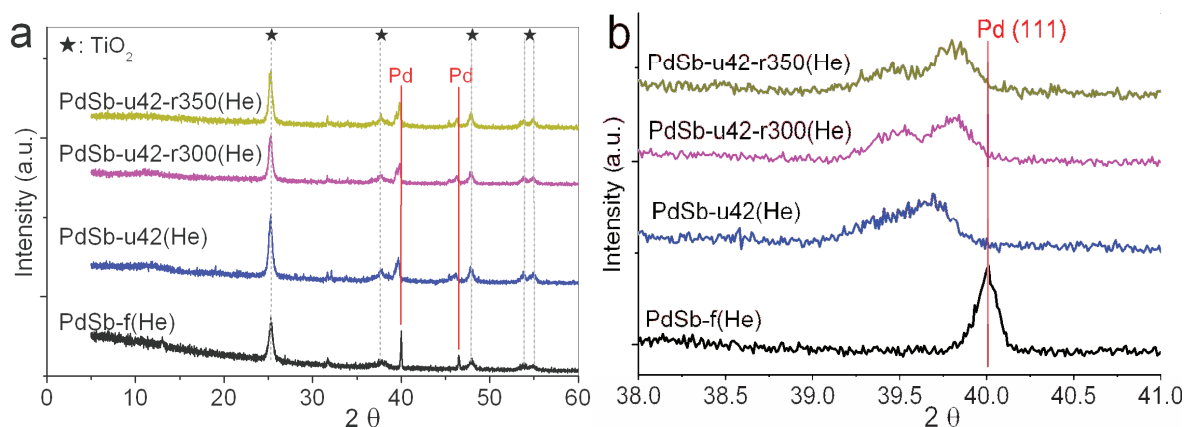 a
★: TiO₂
Pd
Pd
PdSb-u42-r350(He)
PdSb-u42-r300(He)
PdSb-u42(He)
PdSb-f(He)
Intensity (a.u.)
0 10 20 30 40 50 60
2 θ
b
Pd (111)
PdSb-u42-r350(He)
PdSb-u42-r300(He)
PdSb-u42(He)
PdSb-f(He)
Intensity (a.u.)
38.0 38.5 39.0 39.5 40.0 40.5 41.0
2 θ